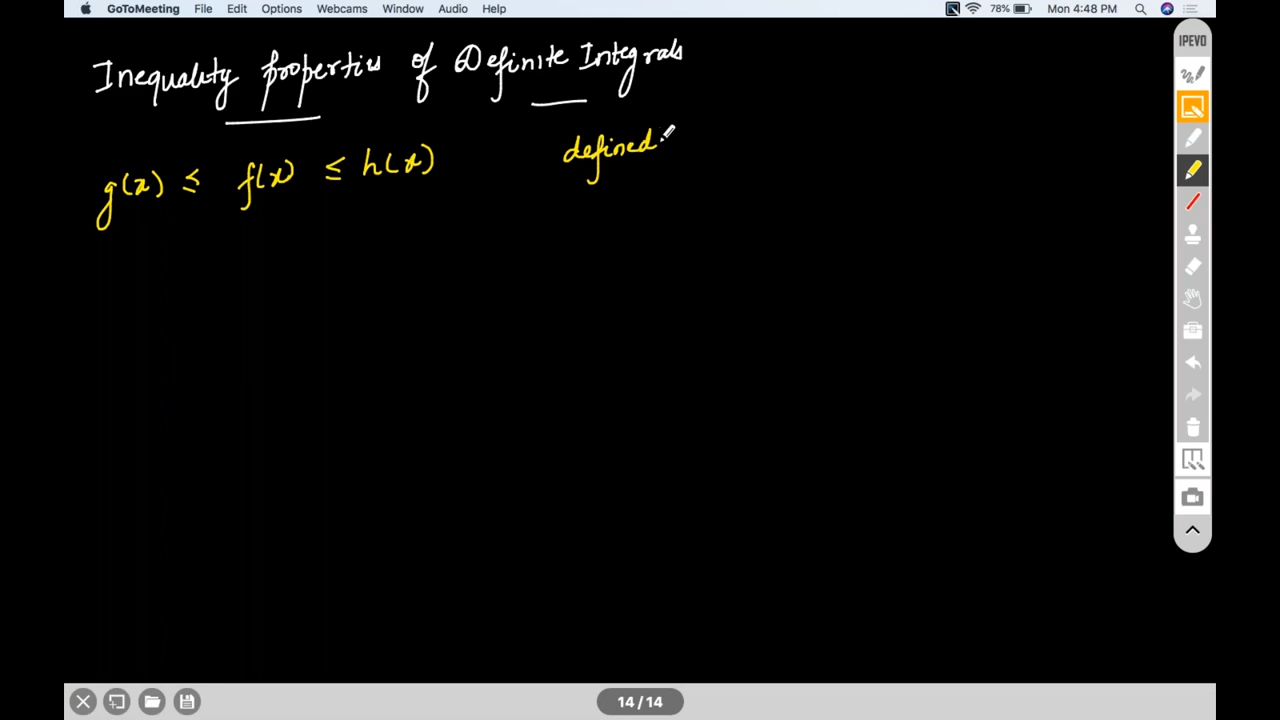 GoToMeeting File Edit Options Webcams Window Audio Help 78% Mon 4:48 PM
IPEVO
Inequality properties of Definite Integrals
g(x) ≤ f(x) ≤ h(x) defined
14 / 14